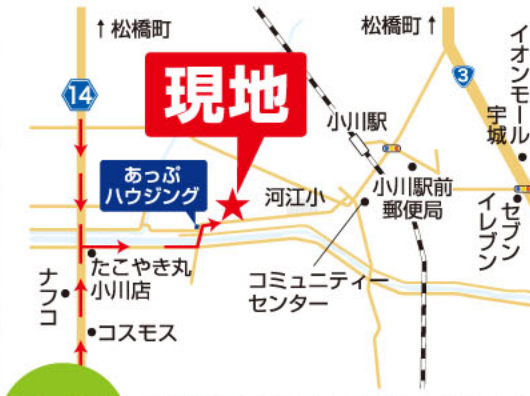 ↑松橋町
松橋町↑
14
3
現地
イオンモール
宇城
小川駅
あっぷ
ハウジング
河江小
小川駅前
郵便局
セブン
イレブン
たこやき丸
小川店
コミュニティー
センター
ナフコ
コスモス